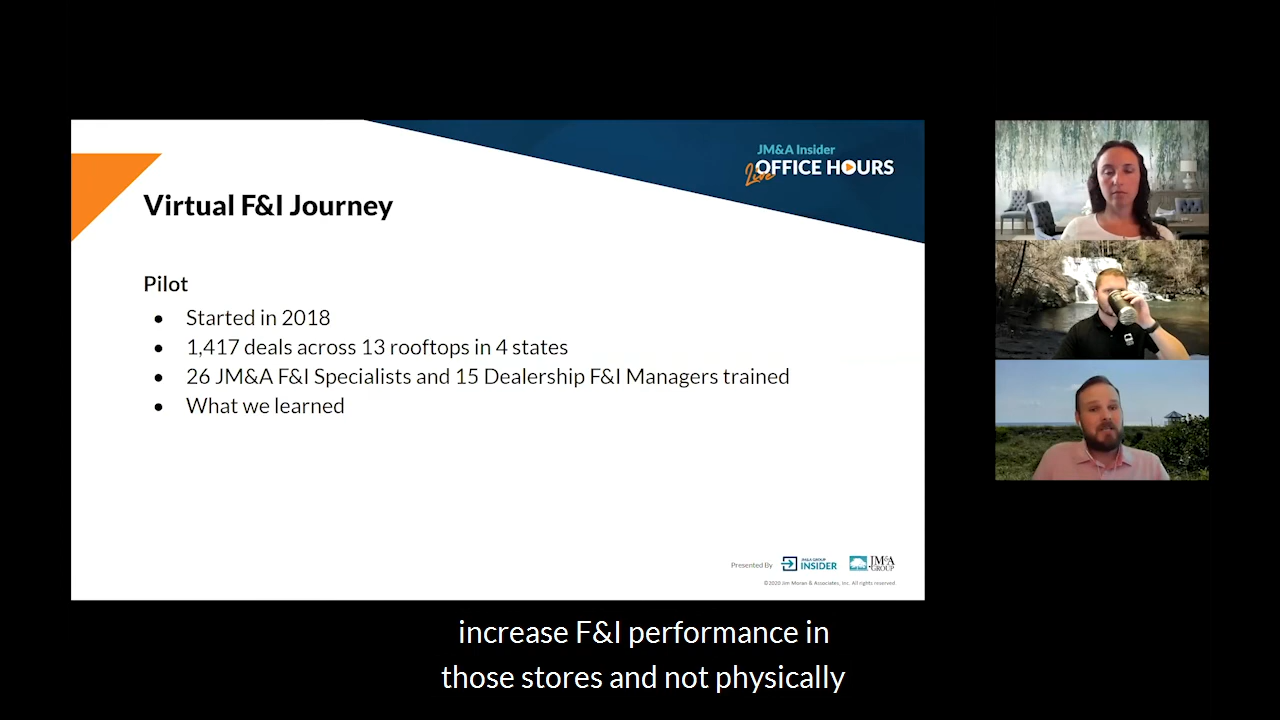 JM&A Insider
Live OFFICE HOURS
Virtual F&I Journey
Pilot
• Started in 2018
• 1,417 deals across 13 rooftops in 4 states
• 26 JM&A F&I Specialists and 15 Dealership F&I Managers trained
• What we learned
Presented By
JM&A GROUP
INSIDER
JM&A
GROUP
©2020 Jim Moran & Associates, Inc. All rights reserved
increase F&I performance in
those stores and not physically